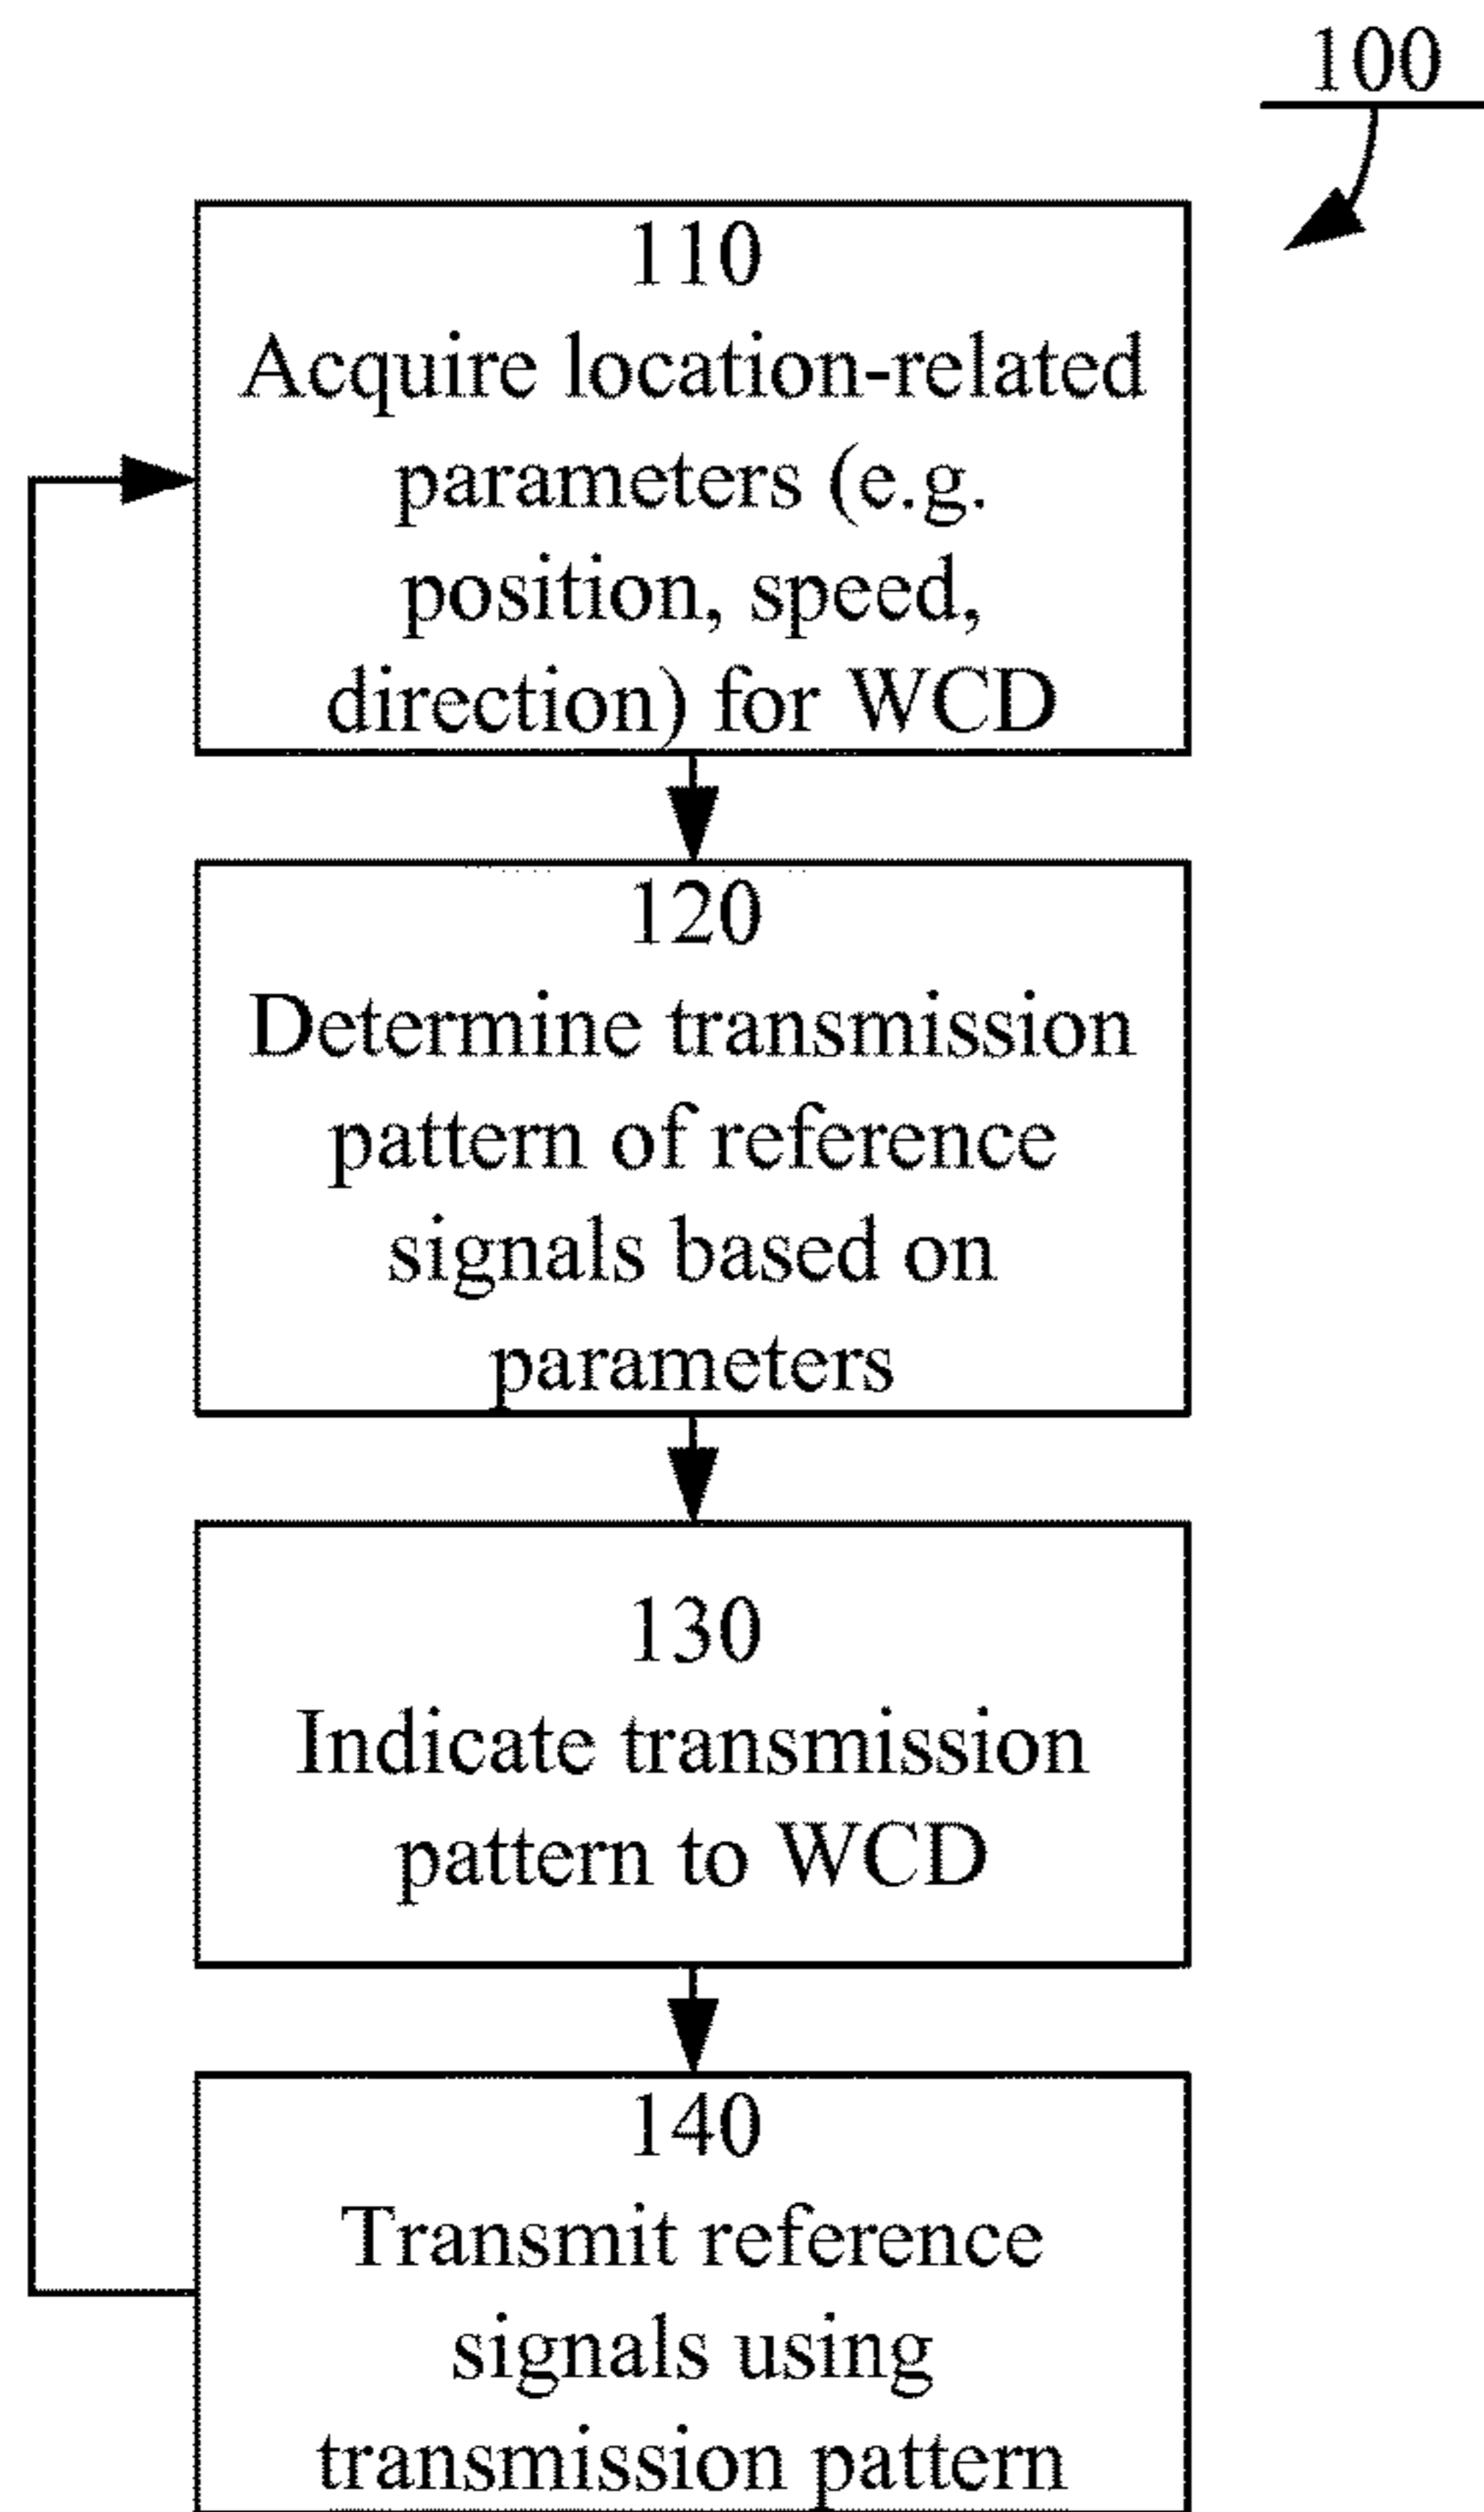 100
110
Acquire location-related
parameters (e.g.
position, speed,
direction) for WCD
120
Determine transmission
pattern of reference
signals based on
parameters
130
Indicate transmission
pattern to WCD
140
Transmit reference
signals using
transmission pattern